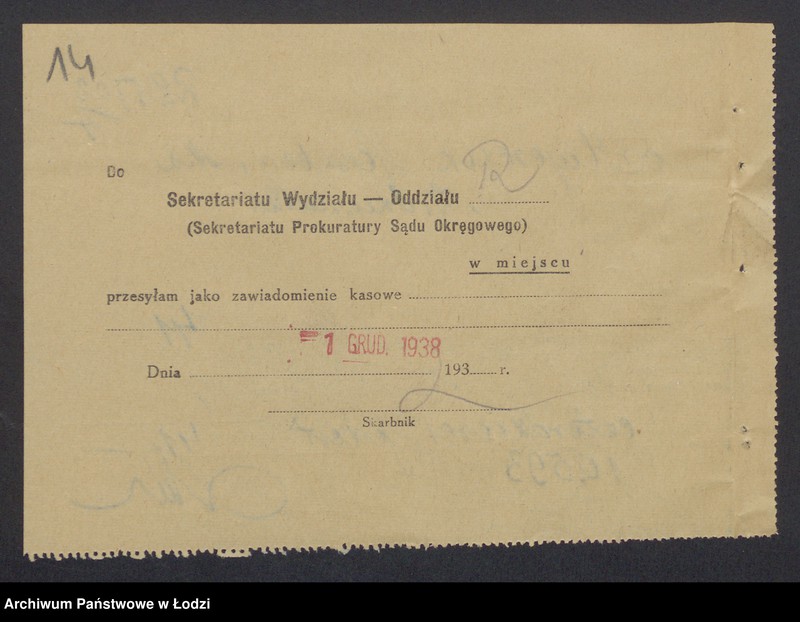 14
Do
Sekretariatu Wydziału — Oddziału R
(Sekretariatu Prokuratury Sądu Okręgowego)
w miejscu
przesyłam jako zawiadomienie kasowe
1 GRUD. 1938
Dnia 193 r.
Skarbnik
Archiwum Państwowe w Łodzi